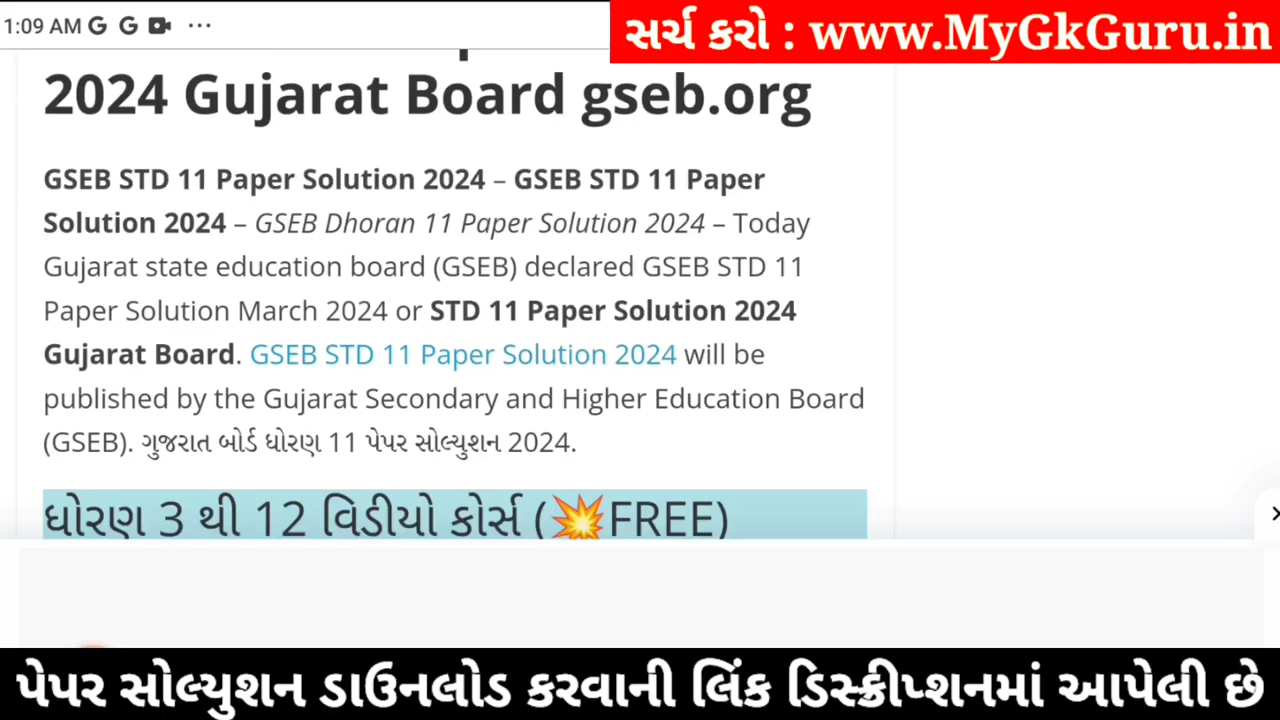 1:09 AM G G ...
સર્ચ કરો : www.MyGkGuru.in
2024 Gujarat Board gseb.org
GSEB STD 11 Paper Solution 2024 – GSEB STD 11 Paper
Solution 2024 – GSEB Dhoran 11 Paper Solution 2024 – Today
Gujarat state education board (GSEB) declared GSEB STD 11
Paper Solution March 2024 or STD 11 Paper Solution 2024
Gujarat Board. GSEB STD 11 Paper Solution 2024 will be
published by the Gujarat Secondary and Higher Education Board
(GSEB). ગુજરાત બોર્ડ ધોરણ 11 પેપર સોલ્યુશન 2024.
ધોરણ 3 થી 12 વિડીયો કોર્સ (💥FREE)
પેપર સોલ્યુશન ડાઉનલોડ કરવાની લિંક ડિસ્ક્રીપ્શનમાં આપેલી છે